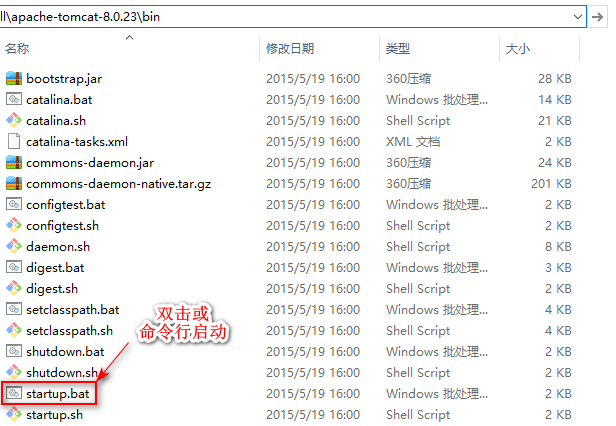 ll\apache-tomcat-8.0.23\bin
名称 修改日期 类型 大小
bootstrap.jar 2015/5/19 16:00 360压缩 28 KB
catalina.bat 2015/5/19 16:00 Windows 批处理... 14 KB
catalina.sh 2015/5/19 16:00 Shell Script 21 KB
catalina-tasks.xml 2015/5/19 16:00 XML 文档 2 KB
commons-daemon.jar 2015/5/19 16:00 360压缩 24 KB
commons-daemon-native.tar.gz 2015/5/19 16:00 360压缩 201 KB
configtest.bat 2015/5/19 16:00 Windows 批处理... 2 KB
configtest.sh 2015/5/19 16:00 Shell Script 2 KB
daemon.sh 2015/5/19 16:00 Shell Script 8 KB
digest.bat 2015/5/19 16:00 Windows 批处理... 3 KB
digest.sh 2015/5/19 16:00 Shell Script 2 KB
setclasspath.bat 2015/5/19 16:00 Windows 批处理... 4 KB
setclasspath.sh 2015/5/19 16:00 Shell Script 4 KB
双击或
命令行启动
shutdown.bat 2015/5/19 16:00 Windows 批处理... 2 KB
shutdown.sh 2015/5/19 16:00 Shell Script 2 KB
startup.bat 2015/5/19 16:00 Windows 批处理... 2 KB
startup.sh 2015/5/19 16:00 Shell Script 2 KB